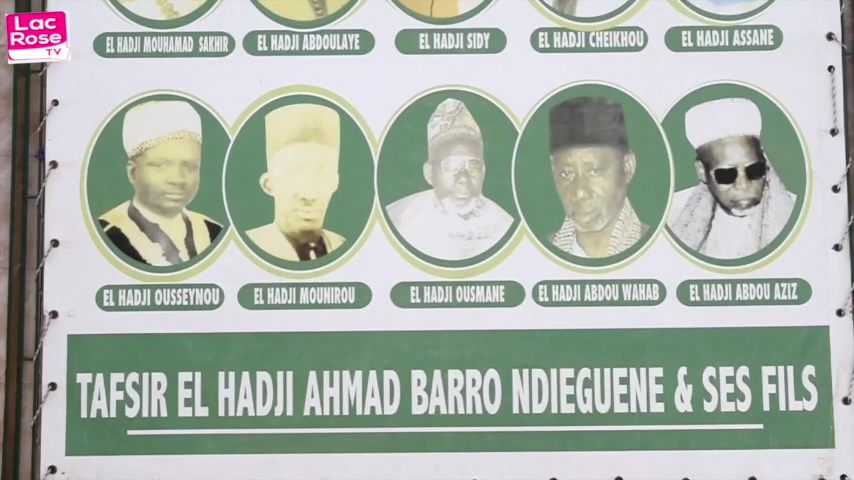 Lac
Rose
TV
EL HADJI MOUHAMAD SAKHIR
EL HADJI ABDOULAYE
EL HADJI SIDY
EL HADJI CHEIKHOU
EL HADJI ASSANE
EL HADJI OUSSEYNOU
EL HADJI MOUNIROU
EL HADJI OUSMANE
EL HADJI ABDOU WAHAB
EL HADJI ABDOU AZIZ
TAFSIR EL HADJI AHMAD BARRO NDIEGUENE & SES FILS